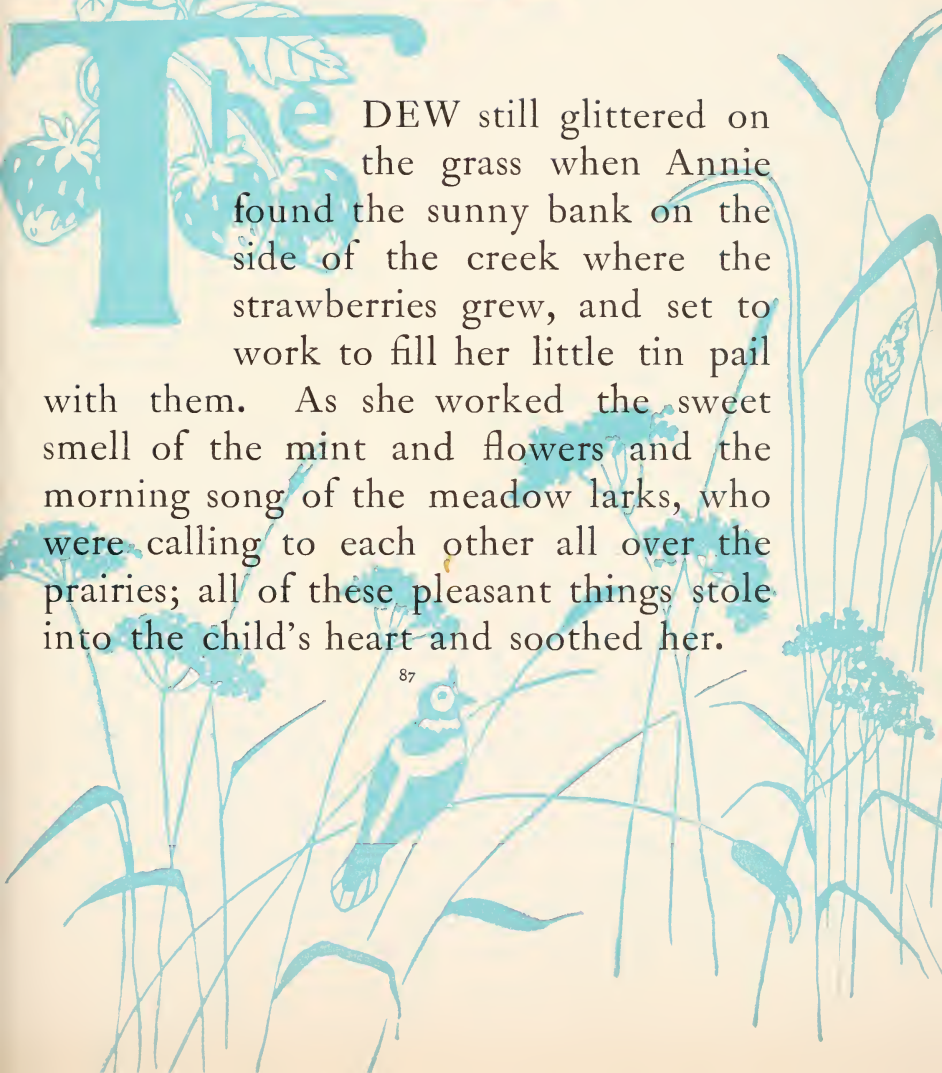 The DEW still glittered on
the grass when Annie
found the sunny bank on the
side of the creek where the
strawberries grew, and set to
work to fill her little tin pail
with them. As she worked the sweet
smell of the mint and flowers and the
morning song of the meadow larks, who
were calling to each other all over the
prairies; all of these pleasant things stole
into the child's heart and soothed her.
87